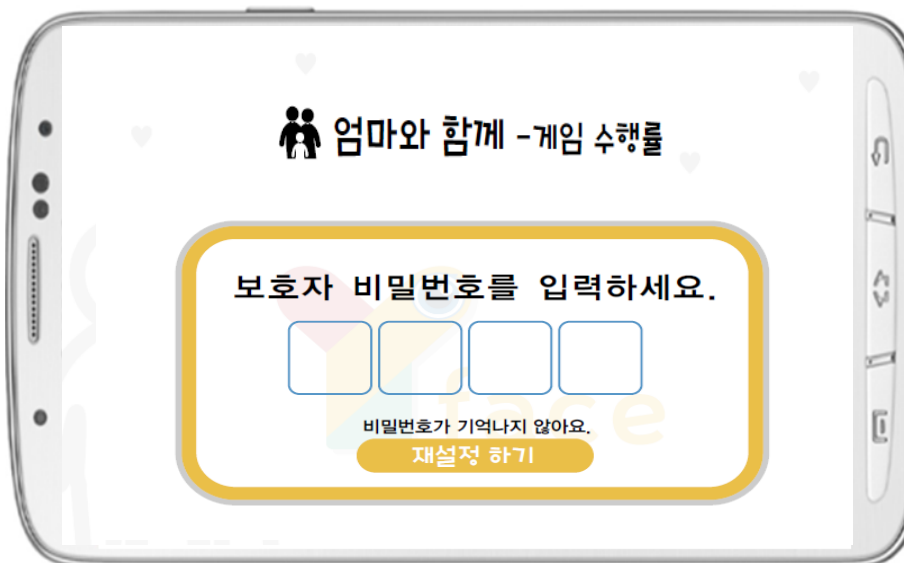 엄마와 함께 -게임 수행률
보호자 비밀번호를 입력하세요.
face
비밀번호가 기억나지 않아요.
재설정 하기